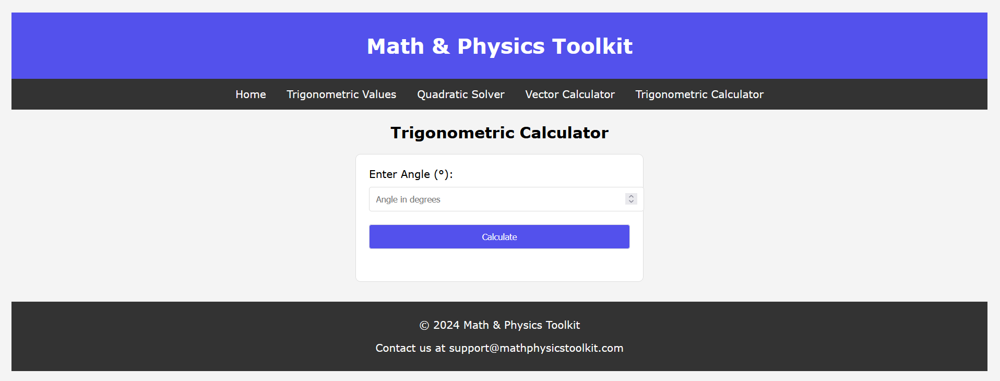 Math & Physics Toolkit
Home Trigonometric Values Quadratic Solver Vector Calculator Trigonometric Calculator
Trigonometric Calculator
Enter Angle (°):
Angle in degrees
Calculate
© 2024 Math & Physics Toolkit
Contact us at support@mathphysicstoolkit.com